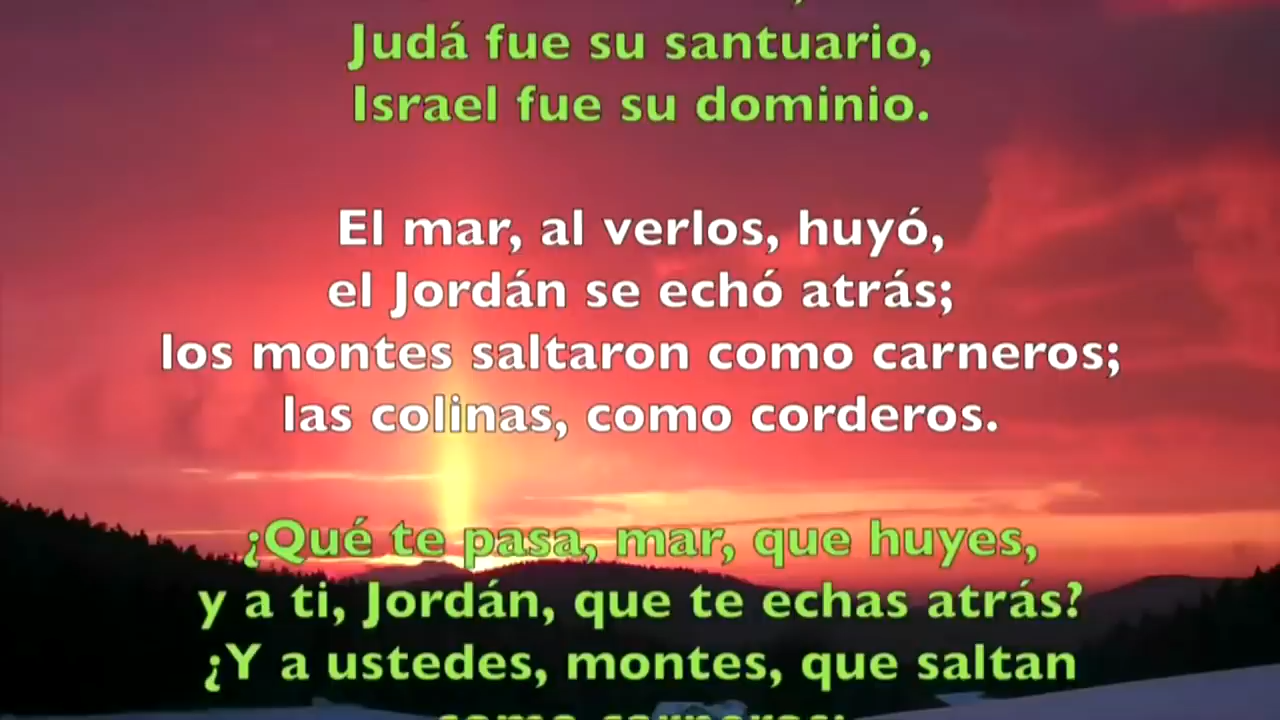 Judá fue su santuario,
Israel fue su dominio.
El mar, al verlos, huyó,
el Jordán se echó atrás;
los montes saltaron como carneros;
las colinas, como corderos.
¿Qué te pasa, mar, que huyes,
y a ti, Jordán, que te echas atrás?
¿Y a ustedes, montes, que saltan
como carneros;